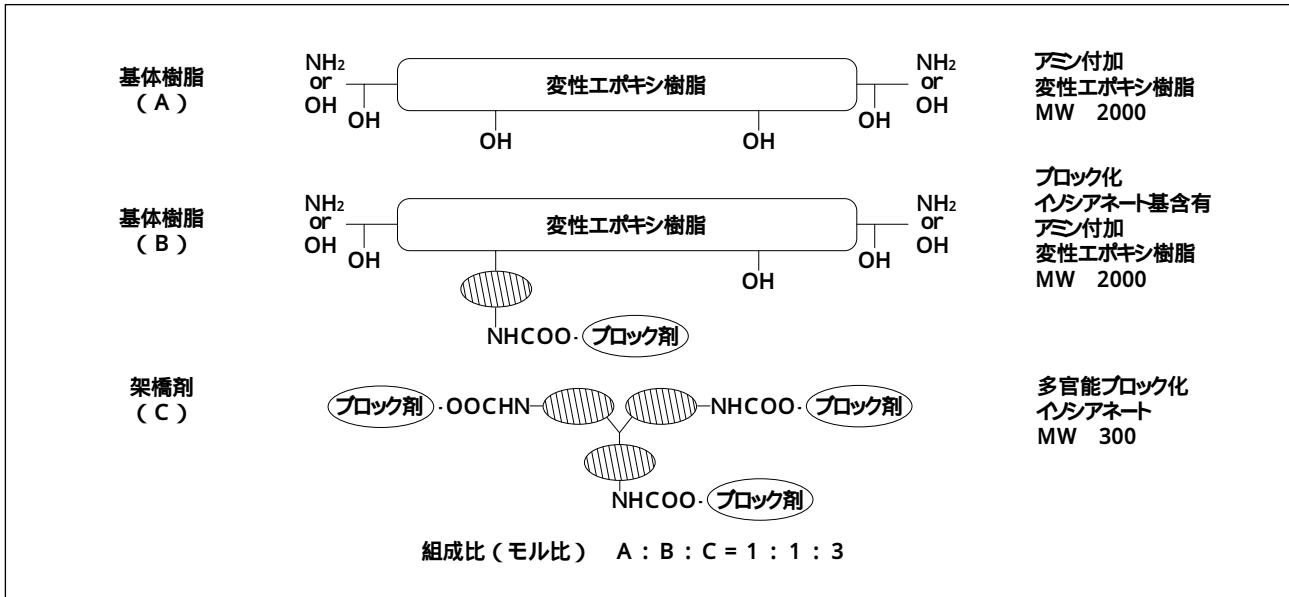 基体樹脂
(A)
NH2
or
OH
OH
変性エポキシ樹脂
OH
OH
NH2
or
OH
OH
アミン付加
変性エポキシ樹脂
MW 2000
基体樹脂
(B)
NH2
or
OH
OH
変性エポキシ樹脂
NHCOO-ブロック剤
OH
NH2
or
OH
OH
ブロック化
イソシアネート基含有
アミン付加
変性エポキシ樹脂
MW 2000
架橋剤
(C)
ブロック剤-OOCHN
NHCOO-ブロック剤
NHCOO-ブロック剤
多官能ブロック化
イソシアネート
MW 300
組成比(モル比) A:B:C=1:1:3